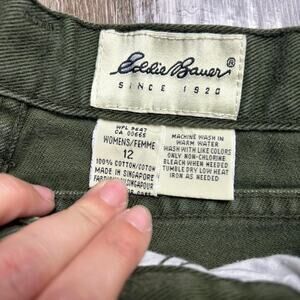 Eddie Bauer®
SINCE 1920
WPL 9647
CA 00665
WOMENS/FEMME
12
100% COTTON/COTON
MADE IN SINGAPORE
SINGAPOUR
MACHINE WASH IN
WARM WATER
WASH WITH LIKE COLORS
ONLY NON-CHLORINE
BLEACH WHEN NEEDED
TUMBLE DRY LOW HEAT
IRON AS NEEDED